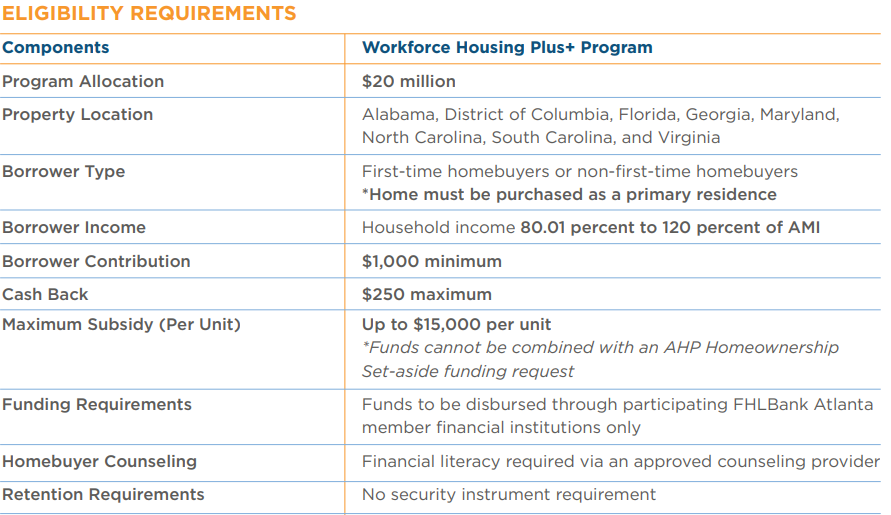 ELIGIBILITY REQUIREMENTS
Components
Workforce Housing Plus+ Program
Program Allocation
$20 million
Property Location
Alabama, District of Columbia, Florida, Georgia, Maryland,
North Carolina, South Carolina, and Virginia
Borrower Type
First-time homebuyers or non-first-time homebuyers
*Home must be purchased as a primary residence
Borrower Income
Household income 80.01 percent to 120 percent of AMI
Borrower Contribution
$1,000 minimum
Cash Back
$250 maximum
Maximum Subsidy (Per Unit)
Up to $15,000 per unit
*Funds cannot be combined with an AHP Homeownership
Set-aside funding request
Funding Requirements
Funds to be disbursed through participating FHLBank Atlanta
member financial institutions only
Homebuyer Counseling
Financial literacy required via an approved counseling provider
Retention Requirements
No security instrument requirement